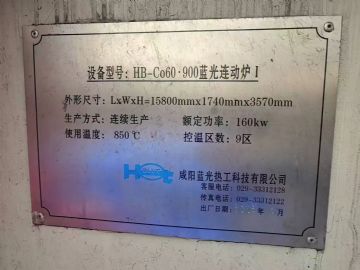 设备型号：HB-Co60·900蓝光连动炉Ⅰ
外形尺寸：LxWxH=15800mmx1740mmx3570mm
生产方式：连续生产 额定功率：160kw
使用温度：850℃ 控温区数：9区
咸阳蓝光热工科技有限公司
客服电话：029-33312128
传真电话：029-33312122
出厂日期： 年 月